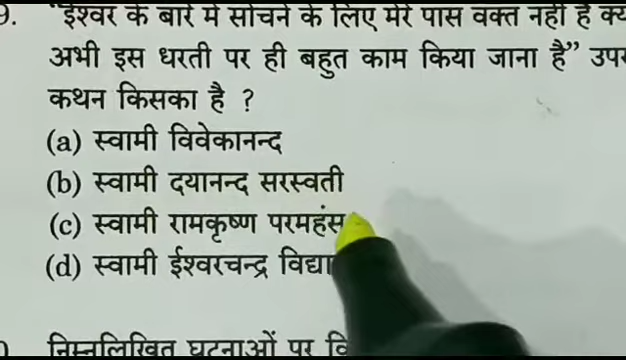 9. "ईश्वर के बारे में सोचने के लिए मेरे पास वक्त नहीं है
अभी इस धरती पर ही बहुत काम किया जाना है”
कथन किसका है ?
(a) स्वामी विवेकानन्द
(b) स्वामी दयानन्द सरस्वती
(c) स्वामी रामकृष्ण परमहंस
(d) स्वामी ईश्वरचन्द्र
निम्नलिखित घटनाओं पर